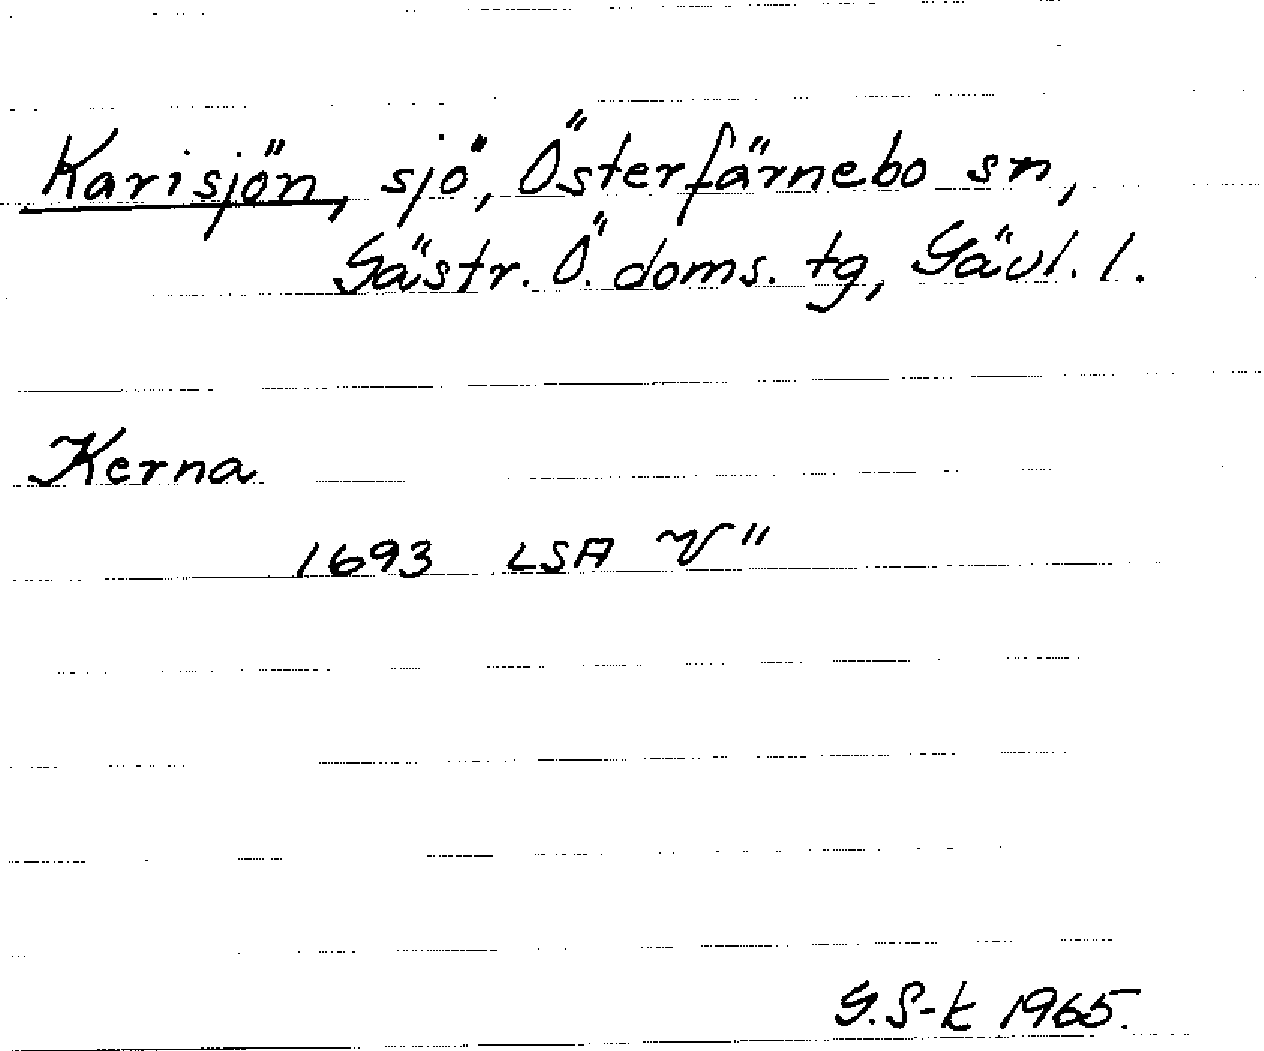 Karisjön, sjö, Österfärnebo sn,
Gästr. Ö. doms. tg, Gävl. l.
Kerna
1693 LSA V"
G.S-k 1965.